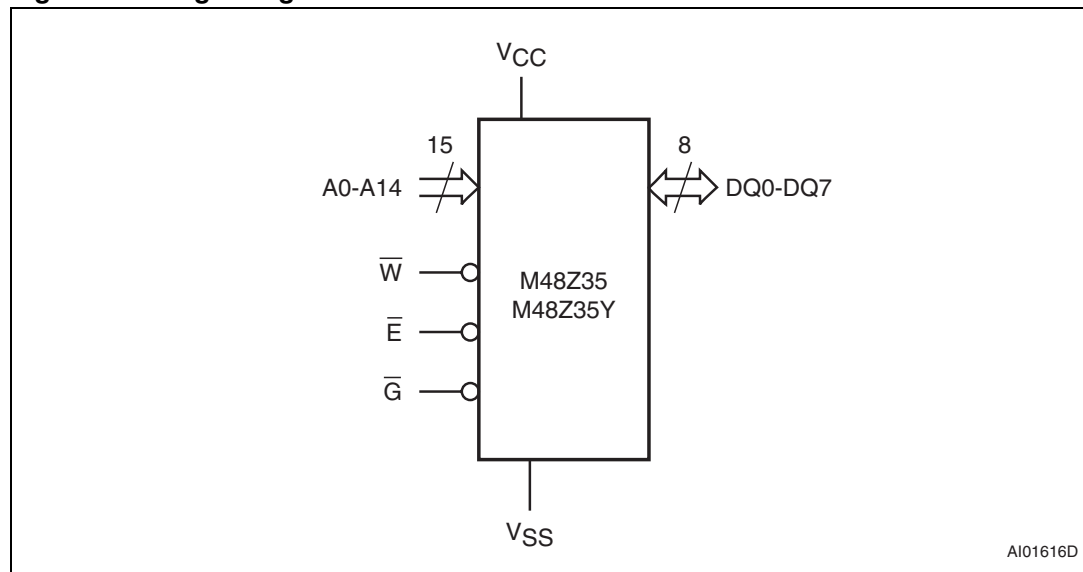 VCC
15
8
A0-A14
DQ0-DQ7
W̅
M48Z35
M48Z35Y
E̅
G̅
VSS
AI01616D